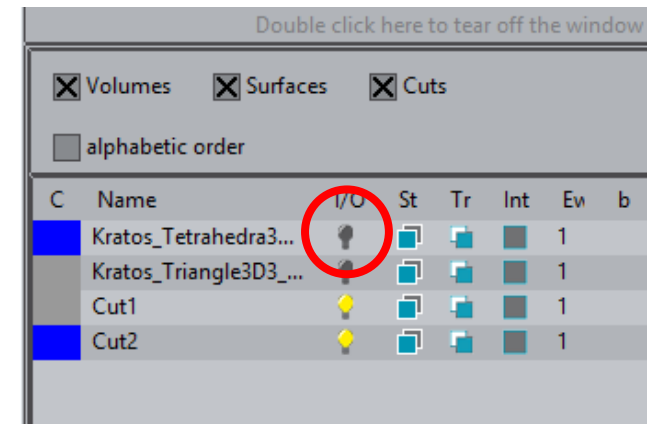 Double click here to tear off the window
Volumes Surfaces Cuts
alphabetic order
C Name I/O St Tr Int Ew b
Kratos_Tetrahedra3... 1
Kratos_Triangle3D3_... 1
Cut1 1
Cut2 1